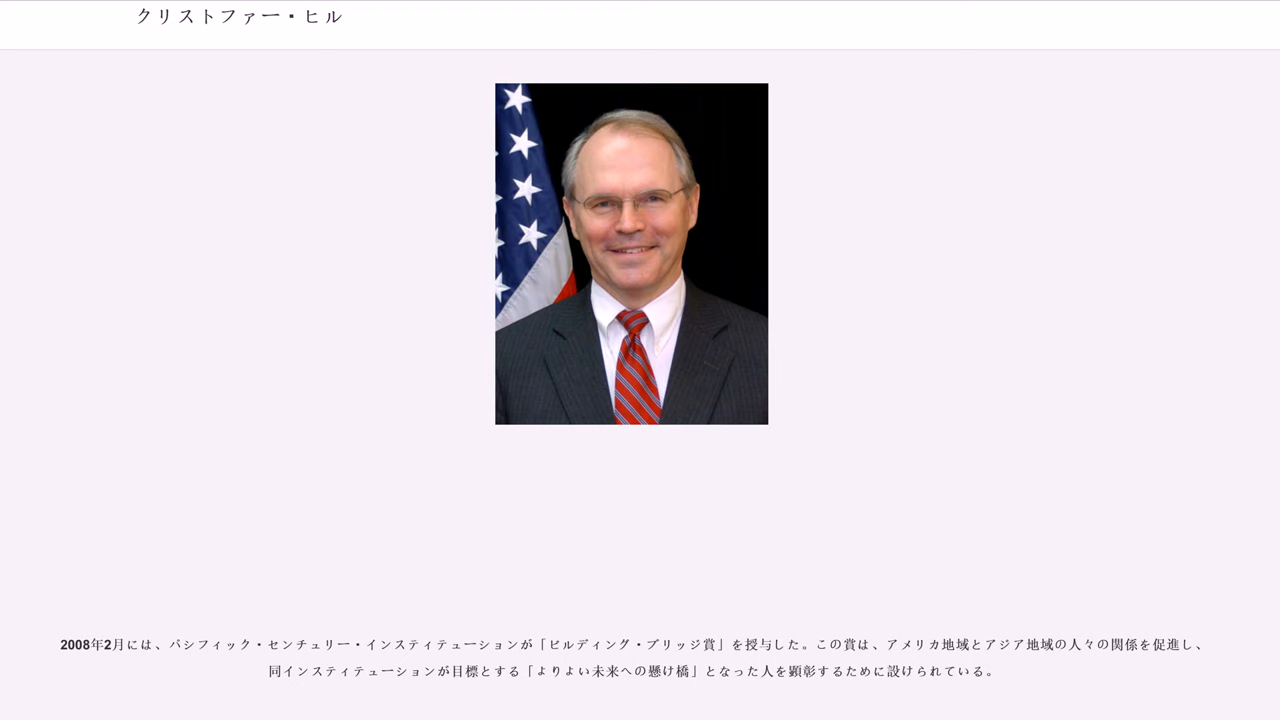 クリストファー・ヒル
2008年2月には、パシフィック・センチュリー・インスティテューションが「ビルディング・ブリッジ賞」を授与した。この賞は、アメリカ地域とアジア地域の人々の関係を促進し、
同インスティテューションが目標とする「よりよい未来への懸け橋」となった人を顕彰するために設けられている。